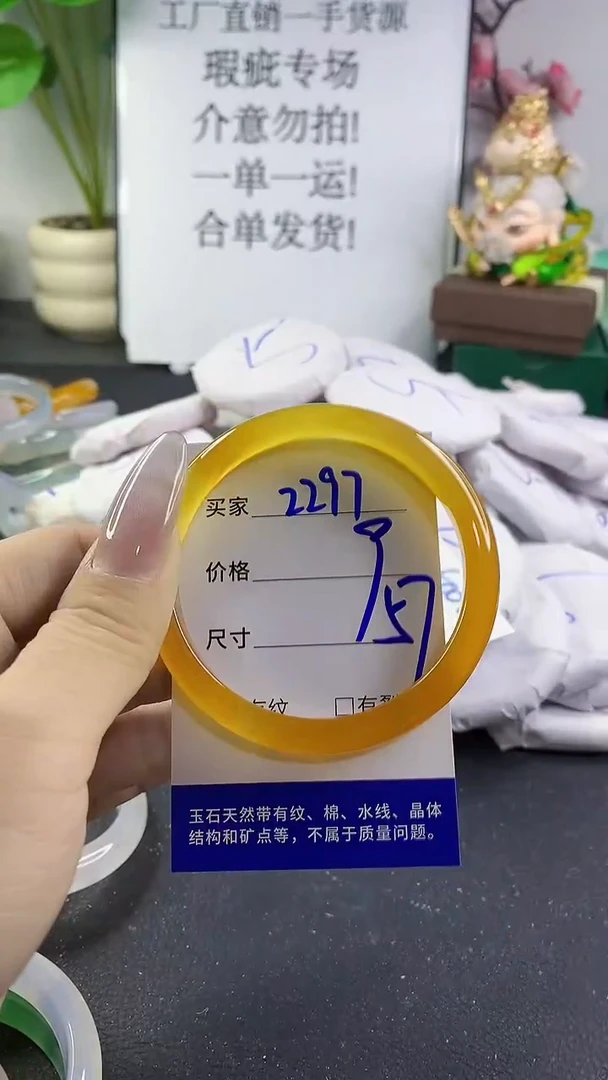 工厂直销一手货源
瑕疵专场
介意勿拍!
一单一运!
合单发货!
买家 2297
价格
尺寸 57
有纹 □有裂
玉石天然带有纹、棉、水线、晶体
结构和矿点等，不属于质量问题。